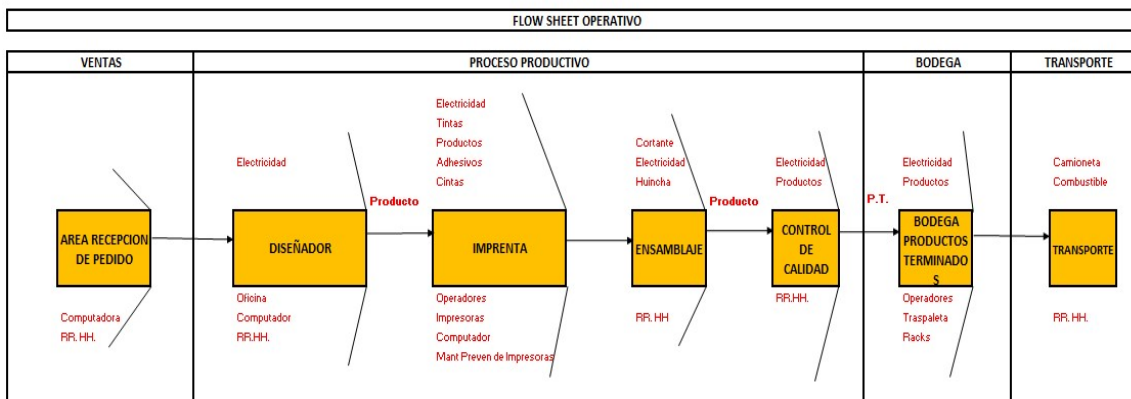 FLOW SHEET OPERATIVO
VENTAS
PROCESO PRODUCTIVO
BODEGA
TRANSPORTE
AREA RECEPCION
DE PEDIDO
Computadora
RR. HH.
Electricidad
DISEÑADOR
Oficina
Computador
RR.HH.
Producto
Electricidad
Tintas
Productos
Adhesivos
Cintas
IMPRENTA
Operadores
Impresoras
Computador
Mant Preven de Impresoras
Cortante
Electricidad
Huincha
ENSAMBLAJE
RR. HH
Producto
Electricidad
Productos
CONTROL
DE
CALIDAD
RR.HH.
P.T.
Electricidad
Productos
BODEGA
PRODUCTOS
TERMINADO
S
Operadores
Traspaleta
Racks
Camioneta
Combustible
TRANSPORTE
RR. HH.